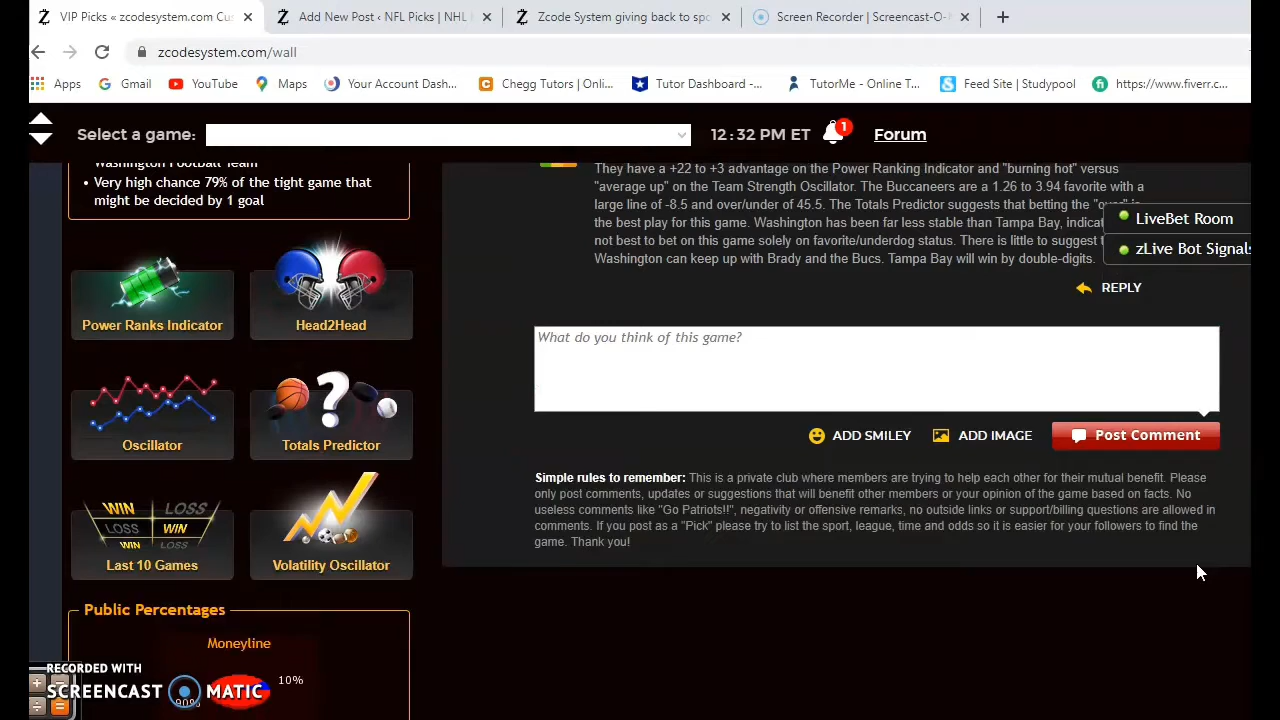 VIP Picks « zcodesystem.com Cus
Add New Post ‹ NFL Picks | NHL
Zcode System giving back to spo
Screen Recorder | Screencast-O-
zcodesystem.com/wall
Apps
Gmail
YouTube
Maps
Your Account Dash...
Chegg Tutors | Onli...
Tutor Dashboard -...
TutorMe - Online T...
Feed Site | Studypool
https://www.fiverr.c...
Select a game:
12:32 PM ET
1
Forum
Washington Football Team
• Very high chance 79% of the tight game that
might be decided by 1 goal
Power Ranks Indicator
Head2Head
Oscillator
Totals Predictor
WIN LOSS
LOSS WIN
WIN LOSS
Last 10 Games
Volatility Oscillator
Public Percentages
Moneyline
10%
90%
RECORDED WITH
SCREENCAST MATIC
They have a +22 to +3 advantage on the Power Ranking Indicator and "burning hot" versus
"average up" on the Team Strength Oscillator. The Buccaneers are a 1.26 to 3.94 favorite with a
large line of -8.5 and over/under of 45.5. The Totals Predictor suggests that betting the "over" is
the best play for this game. Washington has been far less stable than Tampa Bay, indicat
not best to bet on this game solely on favorite/underdog status. There is little to suggest t
Washington can keep up with Brady and the Bucs. Tampa Bay will win by double-digits.
LiveBet Room
zLive Bot Signals
REPLY
What do you think of this game?
ADD SMILEY
ADD IMAGE
Post Comment
Simple rules to remember: This is a private club where members are trying to help each other for their mutual benefit. Please
only post comments, updates or suggestions that will benefit other members or your opinion of the game based on facts. No
useless comments like "Go Patriots!!", negativity or offensive remarks, no outside links or support/billing questions are allowed in
comments. If you post as a "Pick" please try to list the sport, league, time and odds so it is easier for your followers to find the
game. Thank you!